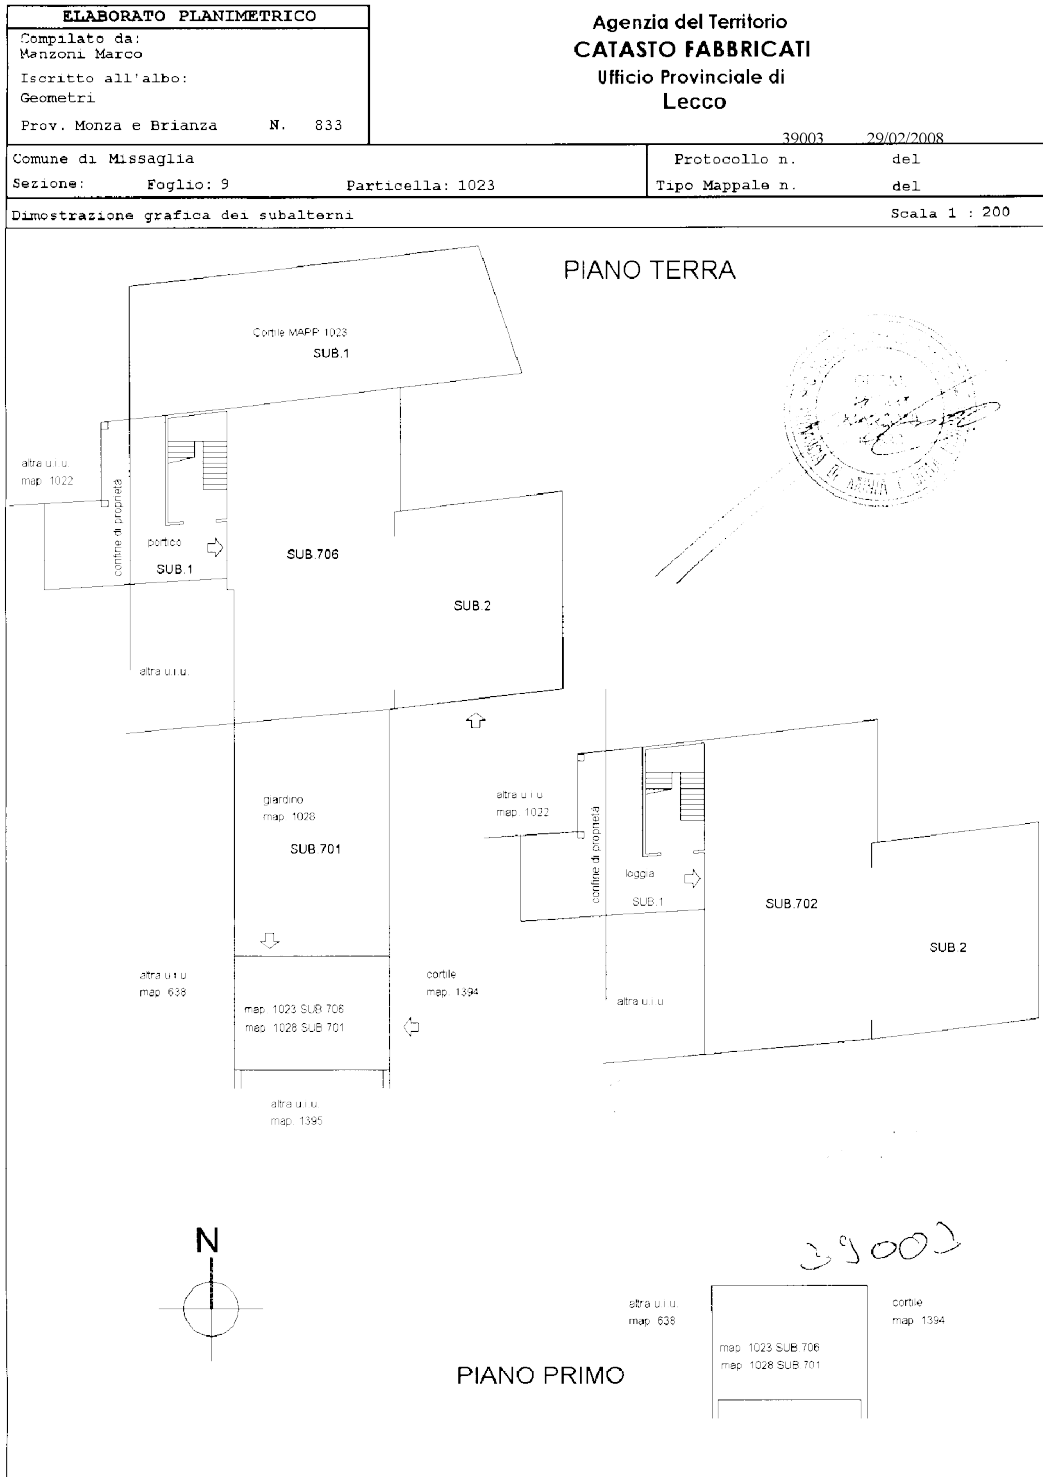 ELABORATO PLANIMETRICO
Compilato da:
Manzoni Marco
Iscritto all'albo:
Geometri
Prov. Monza e Brianza N. 833
Agenzia del Territorio
CATASTO FABBRICATI
Ufficio Provinciale di
Lecco
39003 29/02/2008
Comune di Missaglia
Sezione: Foglio: 9 Particella: 1023
Protocollo n. del
Tipo Mappale n. del
Dimostrazione grafica dei subalterni
Scala 1 : 200
PIANO TERRA
Cortile MAPP. 1023
SUB.1
altra u.i.u.
map. 1022
confine di proprietà
portico
SUB.1
SUB.706
SUB.2
altra u.i.u.
giardino
map. 1028
SUB 701
altra u.i.u
map. 638
cortile
map. 1394
map. 1023 SUB 706
map. 1028 SUB 701
altra u.i.u.
map. 1395
altra u.i.u
map. 1022
confine di proprietà
loggia
SUB.1
SUB.702
SUB 2
altra u.i.u
N
39003
altra u.i.u.
map. 638
cortile
map. 1394
map. 1023 SUB.706
map. 1028 SUB 701
PIANO PRIMO